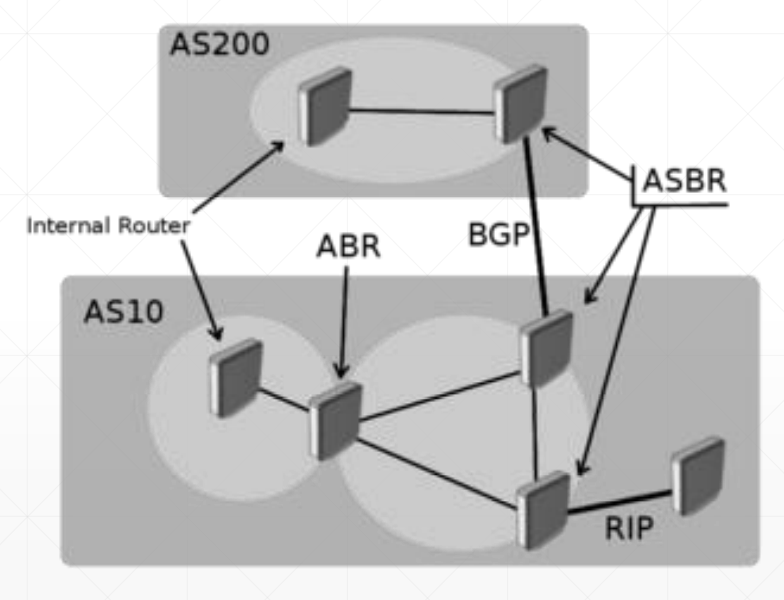 AS200
ASBR
Internal Router
BGP
ABR
AS10
RIP